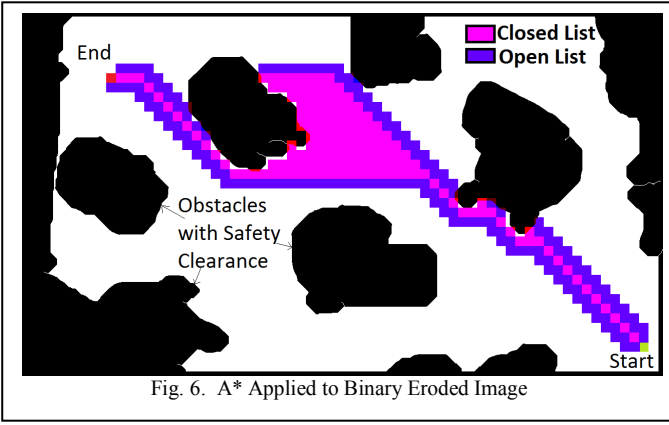 Closed List
Open List
End
Obstacles
with Safety
Clearance
Start
Fig. 6. A* Applied to Binary Eroded Image